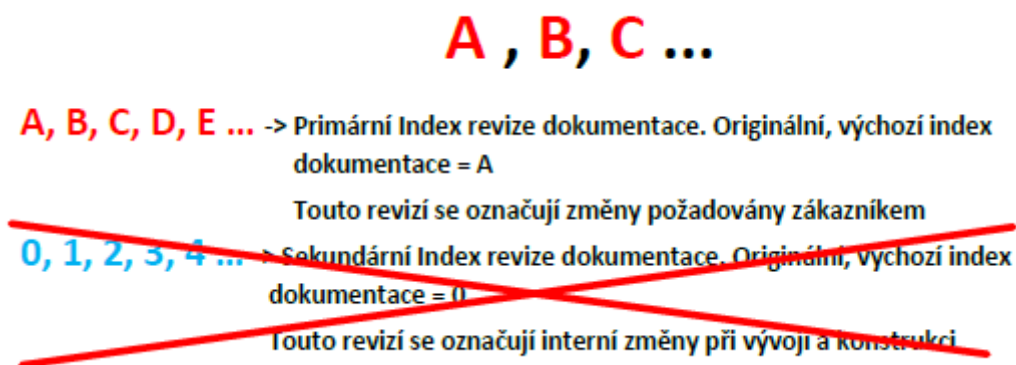 A , B, C ...
A, B, C, D, E ... -> Primární Index revize dokumentace. Originální, výchozí index
dokumentace = A
Touto revizí se označují změny požadovány zákazníkem
0, 1, 2, 3, 4 ... -> Sekundární Index revize dokumentace. Originální, výchozí index
dokumentace = 0
Touto revizí se označují interní změny při vývoji a konstrukci